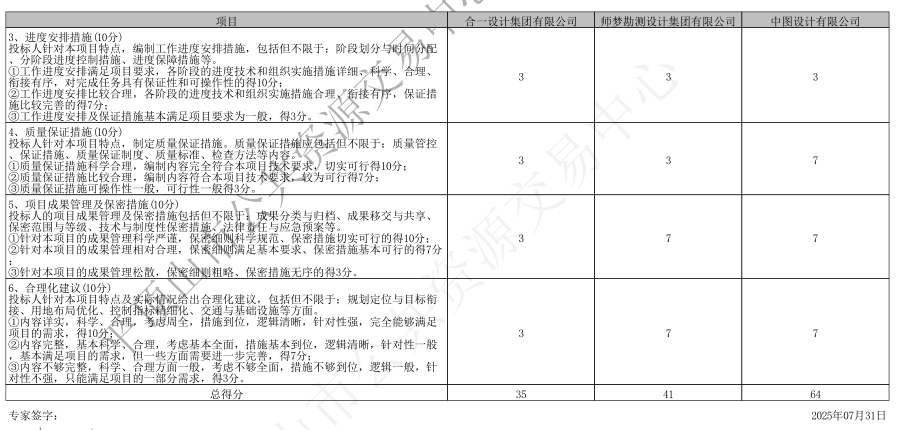 项目 合一设计集团有限公司 师梦勘测设计集团有限公司 中图设计有限公司
3、进度安排措施(10分)
投标人针对本项目特点，编制工作进度安排措施，包括但不限于：阶段划分与时间分配
、分阶段进度控制措施、进度保障措施等。
①工作进度安排满足项目要求，各阶段的进度技术和组织实施措施详细、科学、合理、
衔接有序，对完成任务具有保证性和可操作性的得10分；
②工作进度安排比较合理，各阶段的进度技术和组织实施措施合理、衔接有序，保证措
施比较完善的得7分；
③工作进度安排及保证措施基本满足项目要求为一般，得3分。
3 3 3
4、质量保证措施(10分)
投标人针对本项目特点，制定质量保证措施。质量保证措施应包括但不限于：质量管控
、保证措施、质量保证制度、质量标准、检查方法等内容。
①质量保证措施科学合理，编制内容完全符合本项目技术要求，切实可行得10分；
②质量保证措施比较合理，编制内容符合本项目技术要求，较为可行得7分；
③质量保证措施可操作性一般，可行性一般得3分。
3 3 7
5、项目成果管理及保密措施(10分)
投标人的项目成果管理及保密措施包括但不限于：成果分类与归档、成果移交与共享、
保密范围与等级、技术与制度性保密措施、法律责任与应急预案等。
①针对本项目的成果管理科学严谨，保密细则科学规范、保密措施切实可行的得10分；
②针对本项目的成果管理相对合理，保密细则满足基本要求、保密措施基本可行的得7分
；
③针对本项目的成果管理松散，保密细则粗略、保密措施无序的得3分。
3 7 7
6、合理化建议(10分)
投标人针对本项目特点及实际情况给出合理化建议，包括但不限于：规划定位与目标衔
接、用地布局优化、控制指标精细化、交通与基础设施等方面。
①内容详实，科学、合理，考虑周全，措施到位，逻辑清晰，针对性强，完全能够满足
项目的需求，得10分；
②内容完整，基本科学、合理，考虑基本全面，措施基本到位，逻辑清晰，针对性一般
，基本满足项目的需求，但一些方面需要进一步完善，得7分；
③内容不够完整，科学、合理方面一般，考虑不够全面，措施不够到位，逻辑一般，针
对性不强，只能满足项目的一部分需求，得3分。
3 7 7
总得分 35 41 64
专家签字： 2025年07月31日
平顶山市公共资源交易中心
山市公共资源交易中心